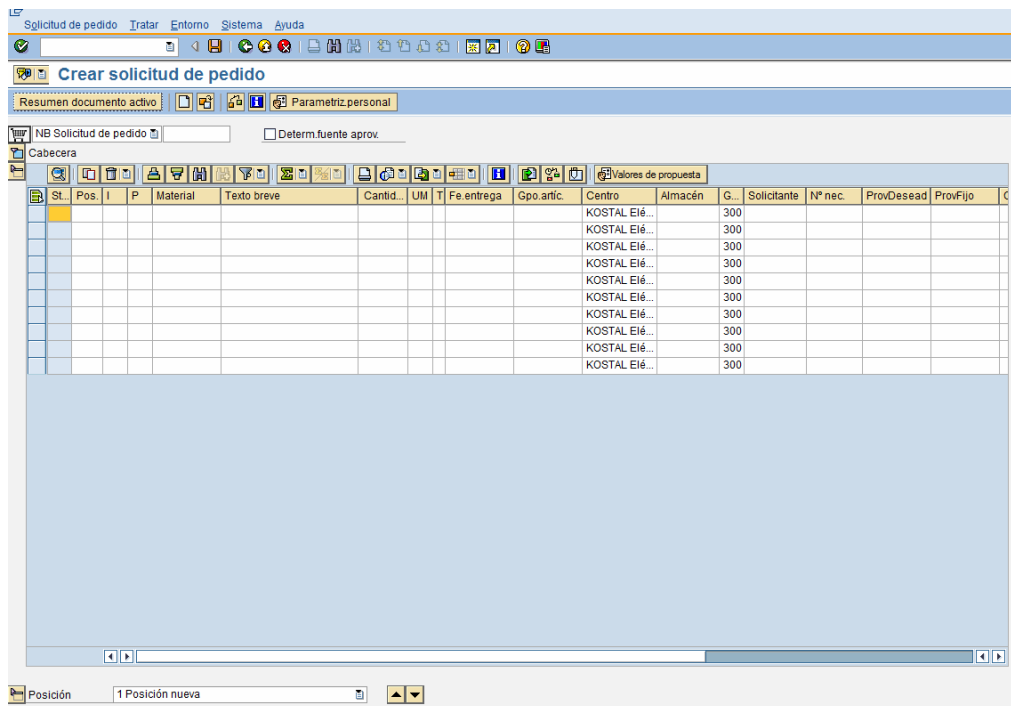 Solicitud de pedido Tratar Entorno Sistema Ayuda
Crear solicitud de pedido
Resumen documento activo Parametriz.personal
NB Solicitud de pedido Determ.fuente aprov.
Cabecera
Valores de propuesta
St... Pos. I P Material Texto breve Cantid... UM T Fe.entrega Gpo.artíc. Centro Almacén G... Solicitante Nº nec. ProvDesead ProvFijo
KOSTAL Elé... 300
KOSTAL Elé... 300
KOSTAL Elé... 300
KOSTAL Elé... 300
KOSTAL Elé... 300
KOSTAL Elé... 300
KOSTAL Elé... 300
KOSTAL Elé... 300
KOSTAL Elé... 300
KOSTAL Elé... 300
Posición 1 Posición nueva